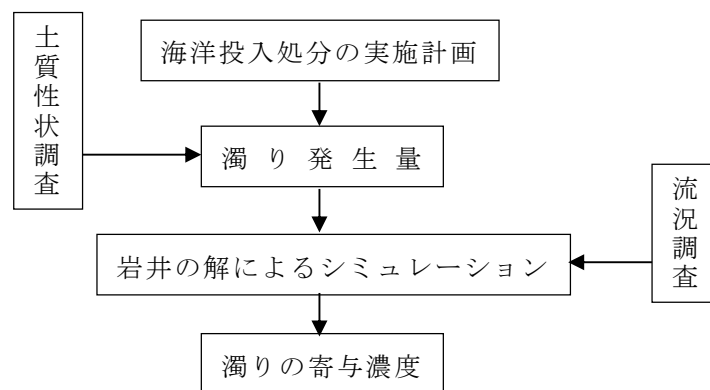 海洋投入処分の実施計画
土質性状調査
濁り発生量
流況調査
岩井の解によるシミュレーション
濁りの寄与濃度